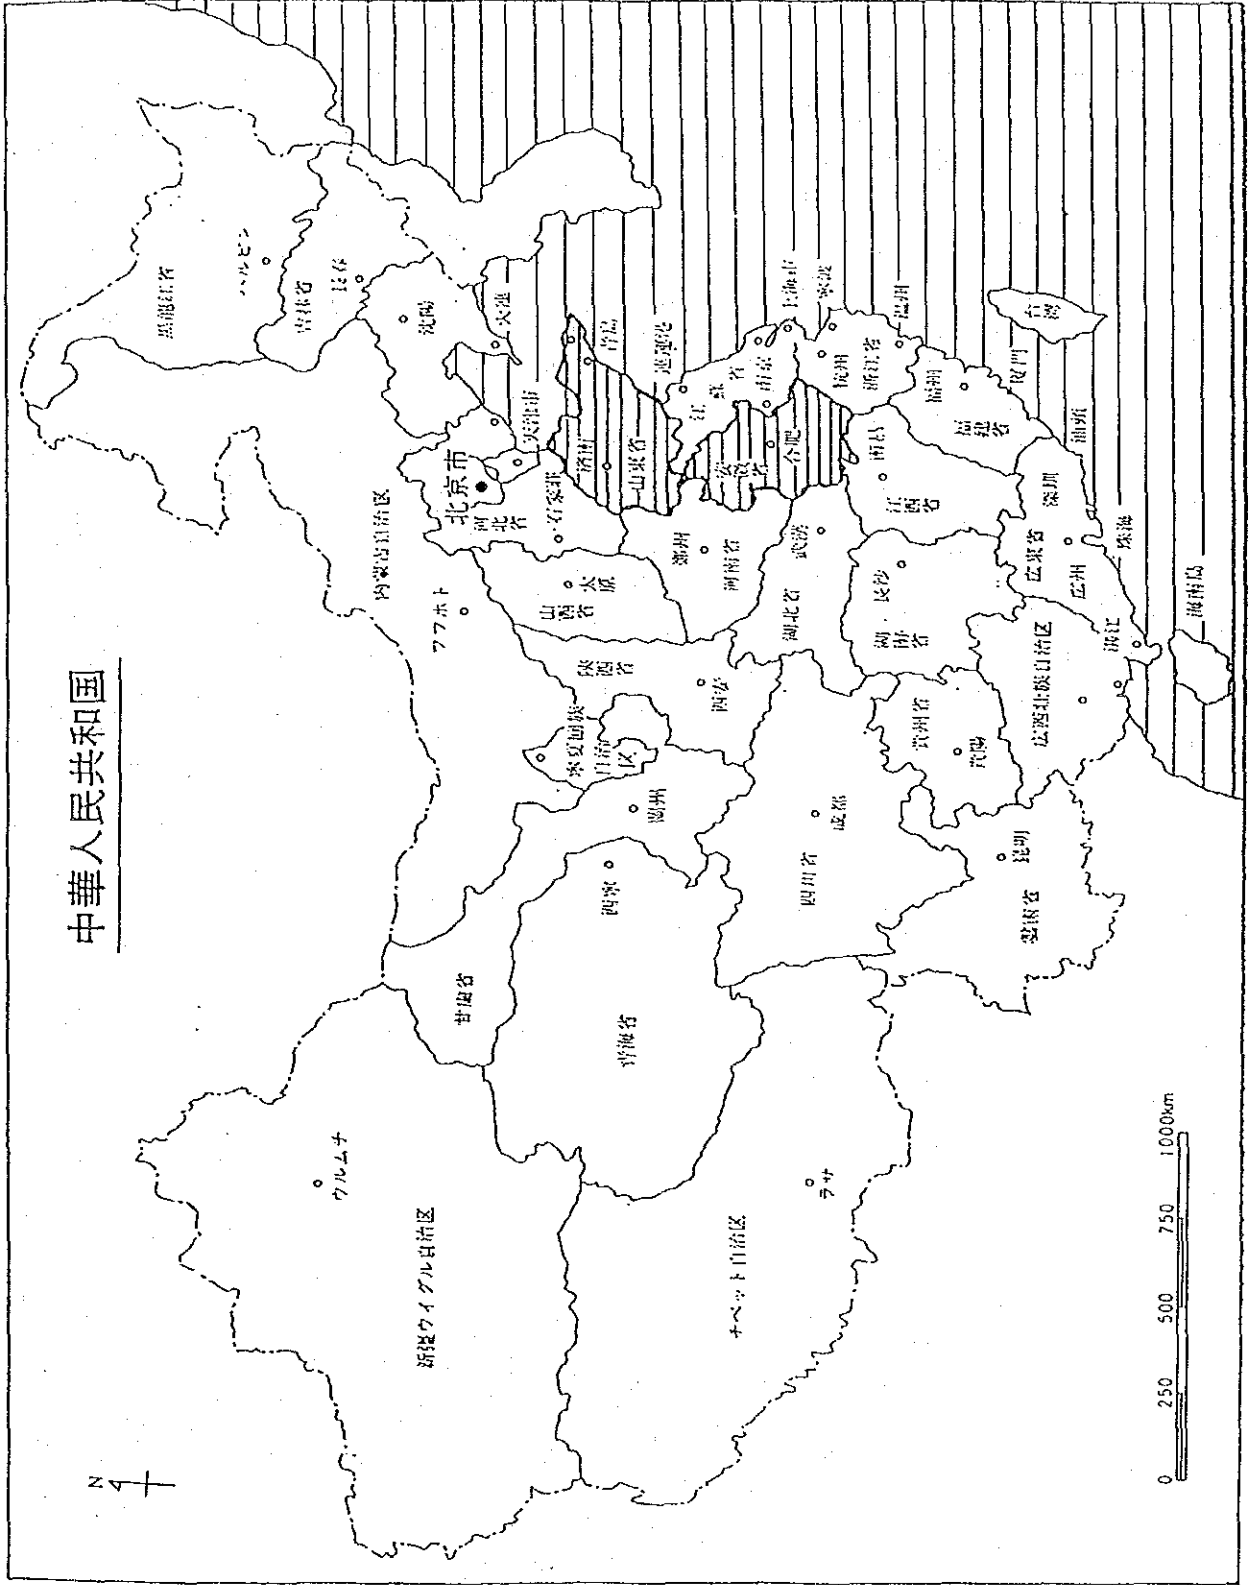 中華人民共和国
N
黒龍江省
ハルビン
吉林省
長春
瀋陽
大連
内蒙古自治区
フフホト
北京市
天津市
河北省
石家荘
山西省
太原
済南
山東省
青島
連運港
江蘇省
南京
上海市
寧波
杭州
浙江省
温州
安徽省
合肥
鄭州
河南省
陝西省
西安
寧夏回族
自治
区
蘭州
甘粛省
西寧
青海省
新疆ウイグル自治区
ウルムチ
チベット自治区
ラサ
四川省
成都
湖北省
武漢
湖南省
長沙
南昌
江西省
福州
福建省
厦門
台湾
汕頭
深圳
広東省
広州
珠海
湛江
海南島
広西壮族自治区
貴州省
貴陽
昆明
雲南省
0 250 500 750 1000km